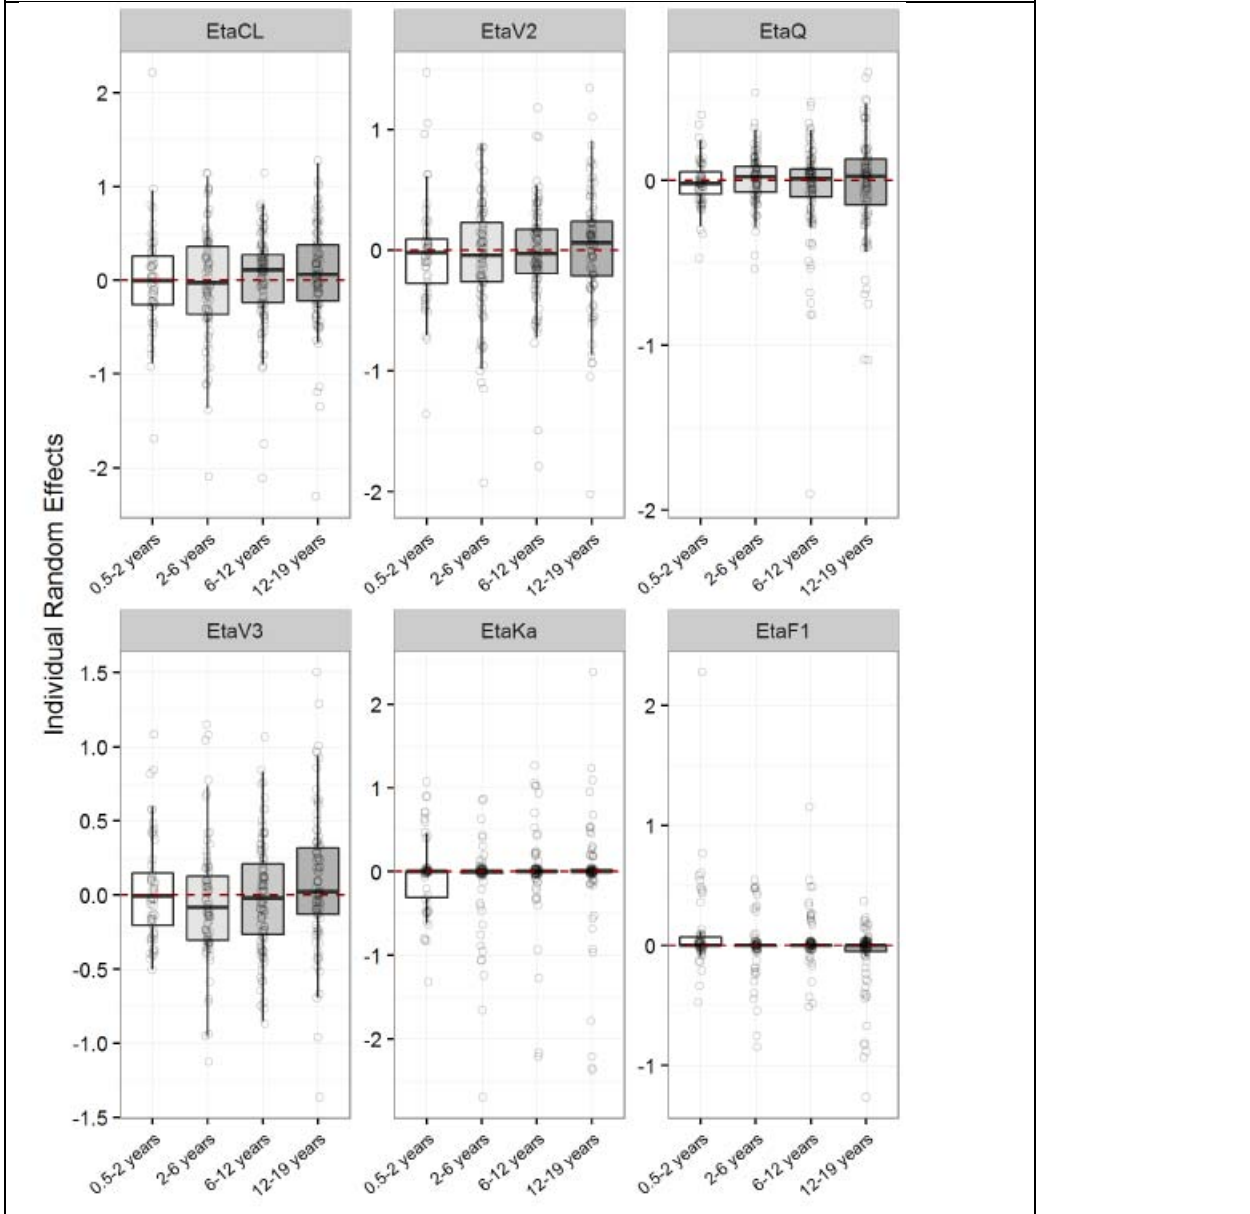 EtaCL EtaV2 EtaQ
2 1 0 -1 -2
1 0 -1 -2
0 -1 -2
0.5-2 years 2-6 years 6-12 years 12-19 years
0.5-2 years 2-6 years 6-12 years 12-19 years
0.5-2 years 2-6 years 6-12 years 12-19 years
Individual Random Effects
EtaV3 EtaKa EtaF1
1.5 1.0 0.5 0.0 -0.5 -1.0 -1.5
2 1 0 -1 -2
2 1 0 -1
0.5-2 years 2-6 years 6-12 years 12-19 years
0.5-2 years 2-6 years 6-12 years 12-19 years
0.5-2 years 2-6 years 6-12 years 12-19 years